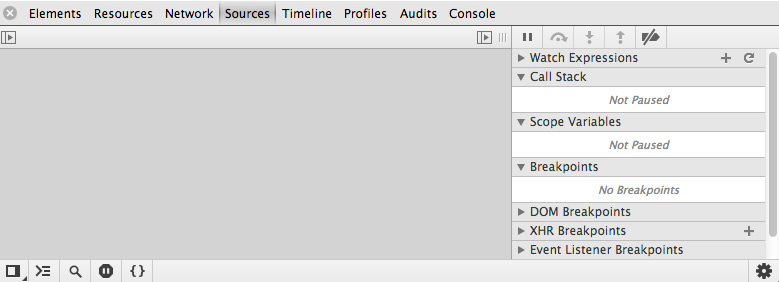 Elements Resources Network Sources Timeline Profiles Audits Console
Watch Expressions
Call Stack
Not Paused
Scope Variables
Not Paused
Breakpoints
No Breakpoints
DOM Breakpoints
XHR Breakpoints
Event Listener Breakpoints
{ }